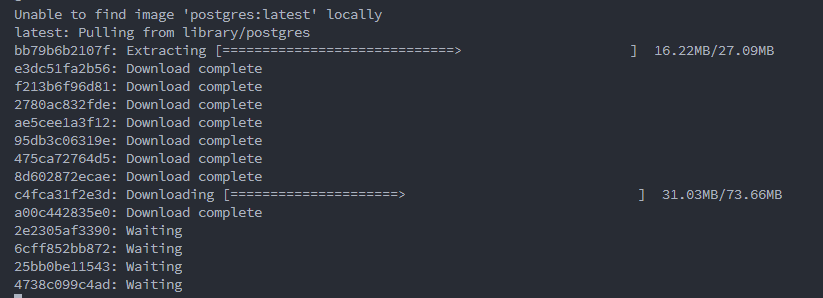 Unable to find image 'postgres:latest' locally
latest: Pulling from library/postgres
bb79b6b2107f: Extracting [=============================>                     ]  16.22MB/27.09MB
e3dc51fa2b56: Download complete
f213b6f96d81: Download complete
2780ac832fde: Download complete
ae5cee1a3f12: Download complete
95db3c06319e: Download complete
475ca72764d5: Download complete
8d602872ecae: Download complete
c4fca31f2e3d: Downloading [=====================>                             ]  31.03MB/73.66MB
a00c442835e0: Download complete
2e2305af3390: Waiting
6cff852bb872: Waiting
25bb0be11543: Waiting
4738c099c4ad: Waiting